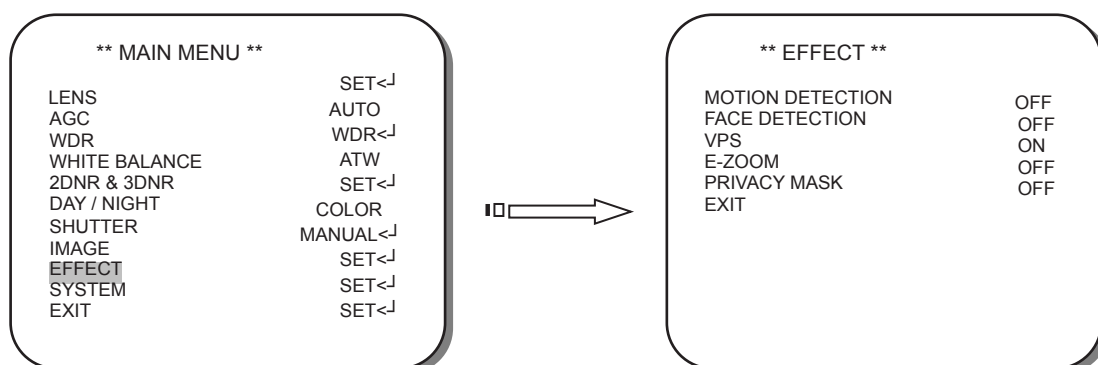 ** MAIN MENU **
LENS SET<┘
AGC AUTO
WDR WDR<┘
WHITE BALANCE ATW
2DNR & 3DNR SET<┘
DAY / NIGHT COLOR
SHUTTER MANUAL<┘
IMAGE SET<┘
EFFECT SET<┘
SYSTEM SET<┘
EXIT
** EFFECT **
MOTION DETECTION OFF
FACE DETECTION OFF
VPS ON
E-ZOOM OFF
PRIVACY MASK OFF
EXIT